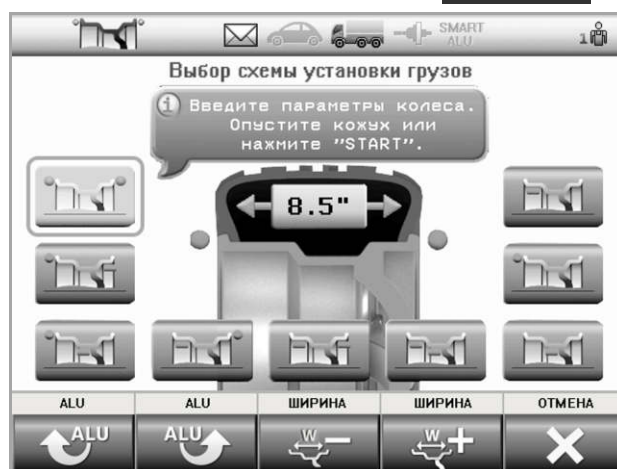 SMART
ALU
1
Выбор схемы установки грузов
i Введите параметры колеса.
Опустите кожух или
нажмите "START".
8.5"
ALU
ALU
ШИРИНА
ШИРИНА
ОТМЕНА
ALU
ALU
W
W